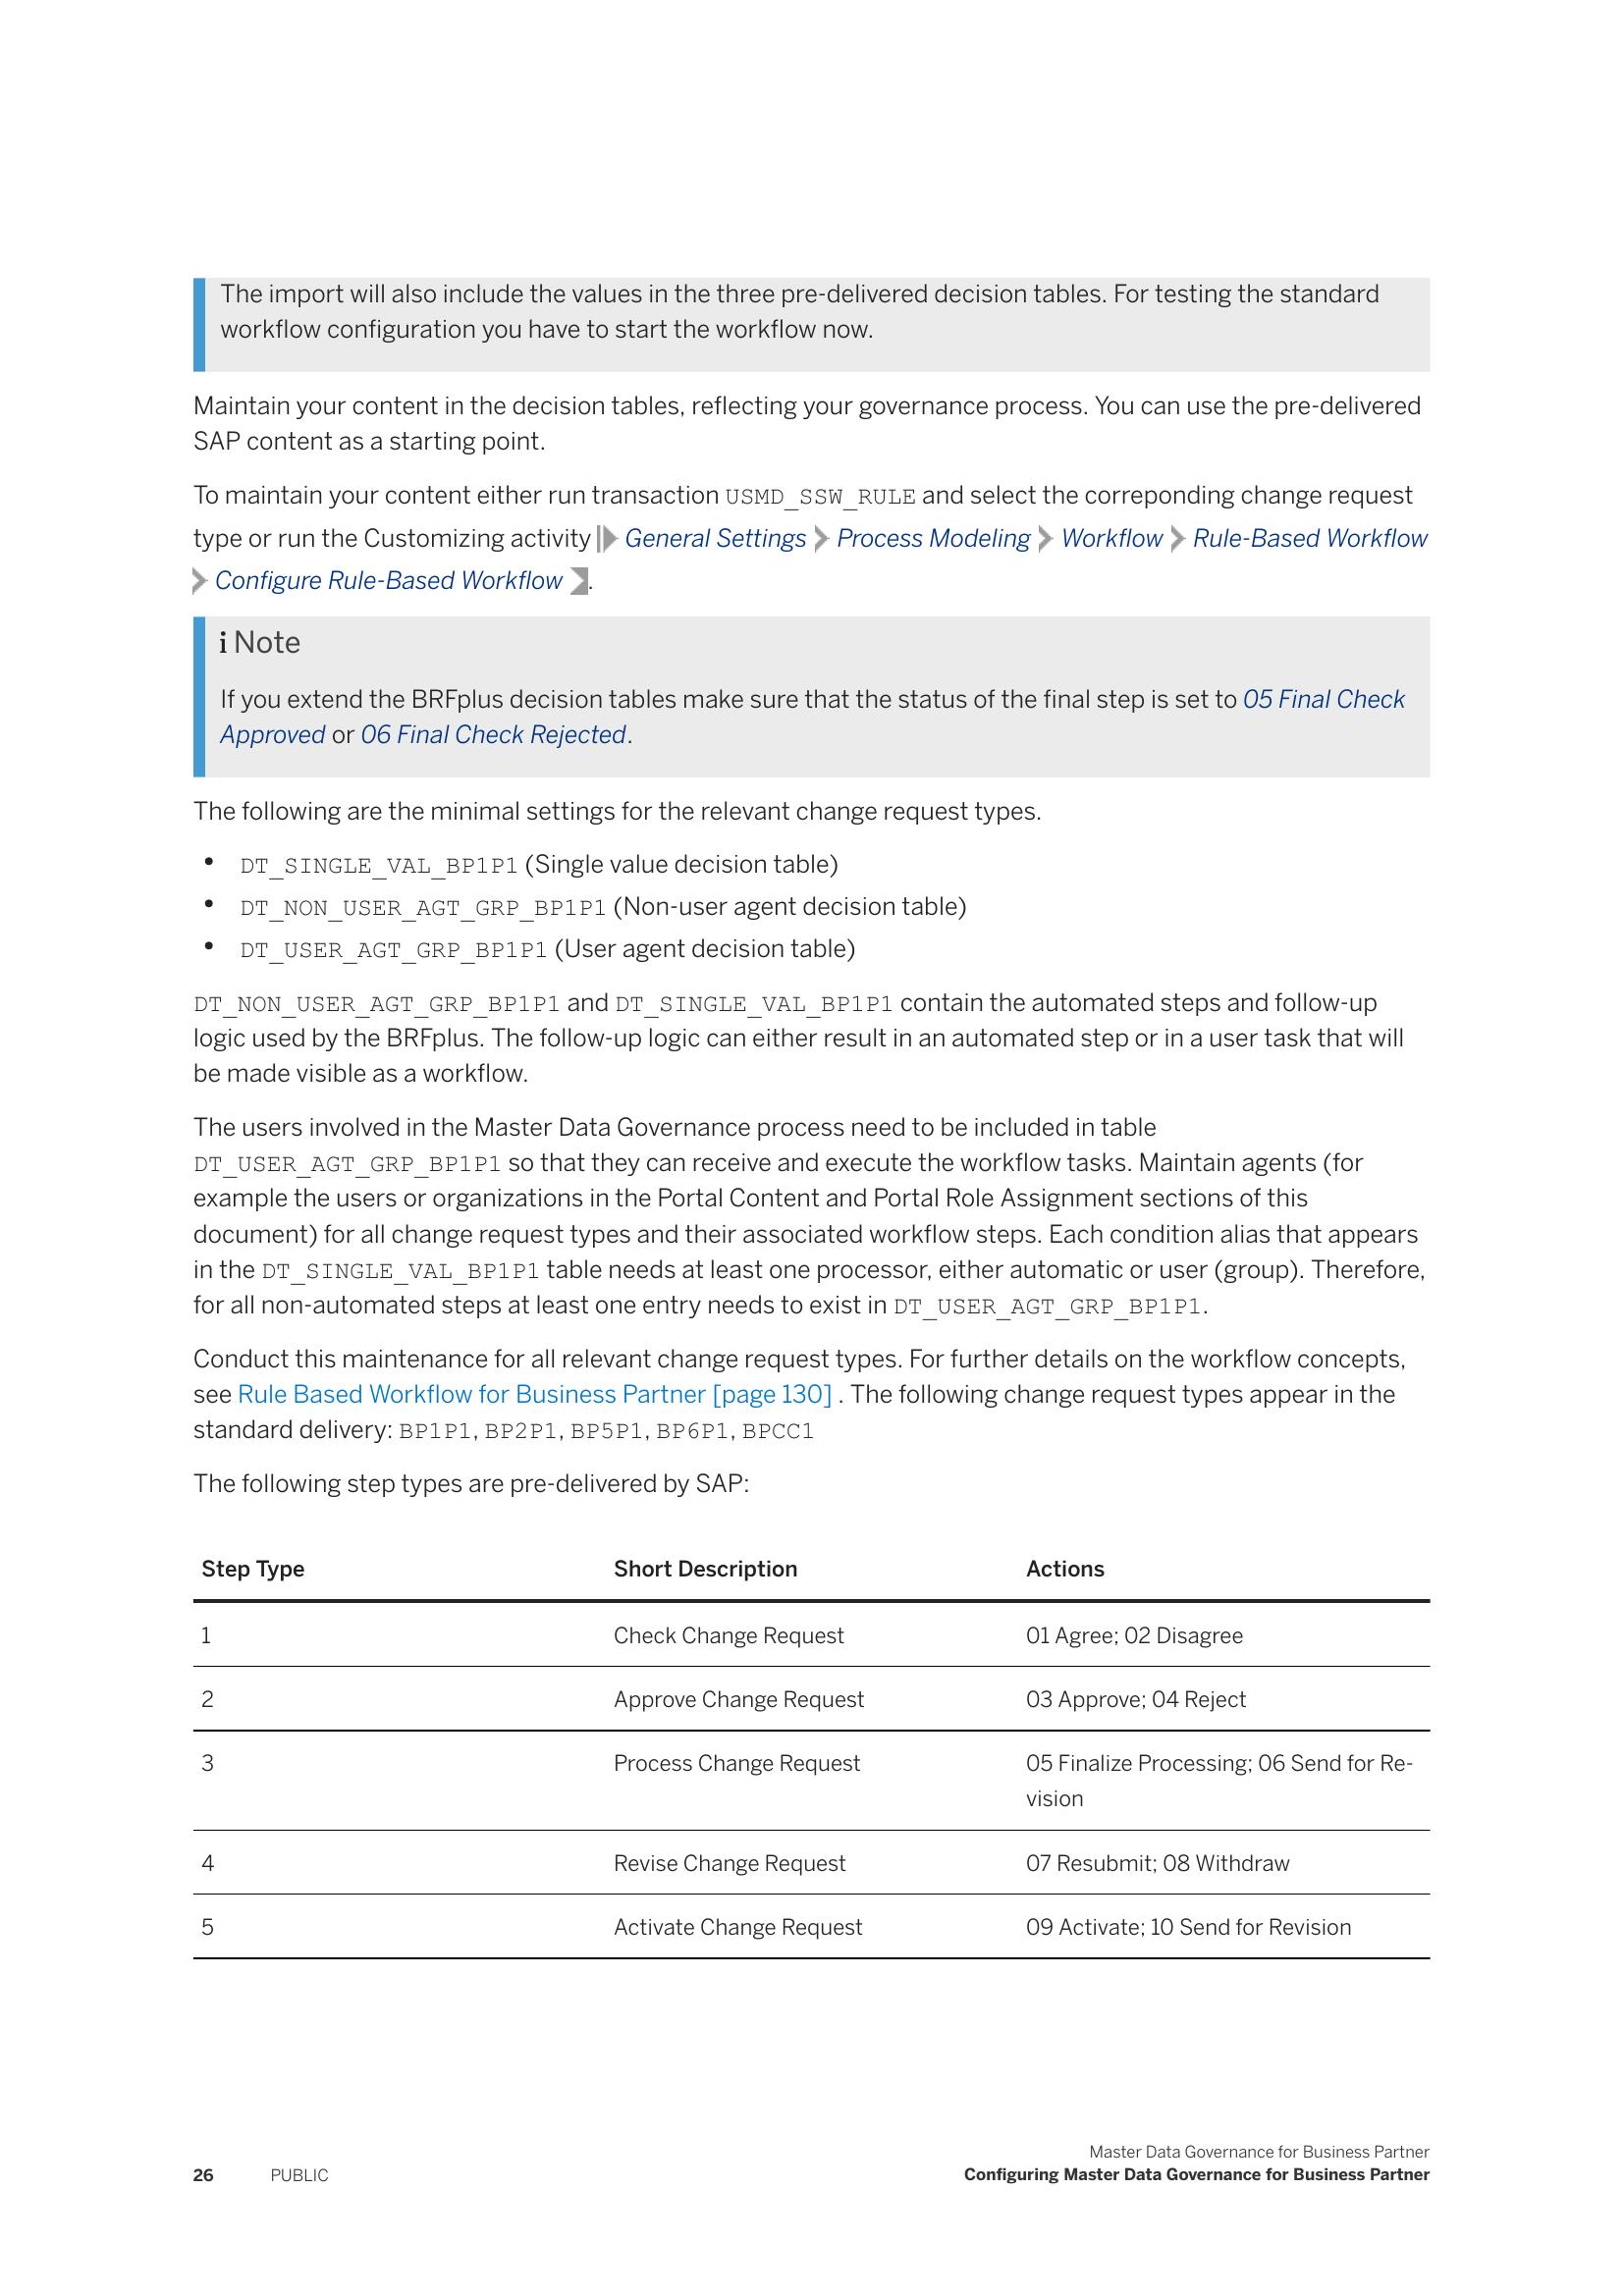 The import will also include the values in the three pre-delivered decision tables. For testing the standard
workflow configuration you have to start the workflow now.
Maintain your content in the decision tables, reflecting your governance process. You can use the pre-delivered
SAP content as a starting point.
To maintain your content either run transaction USMD_SSW_RULE and select the correponding change request
type or run the Customizing activity General Settings Process Modeling Workflow Rule-Based Workflow
Configure Rule-Based Workflow .
i Note
If you extend the BRFplus decision tables make sure that the status of the final step is set to 05 Final Check
Approved or 06 Final Check Rejected.
The following are the minimal settings for the relevant change request types.
• DT_SINGLE_VAL_BP1P1 (Single value decision table)
• DT_NON_USER_AGT_GRP_BP1P1 (Non-user agent decision table)
• DT_USER_AGT_GRP_BP1P1 (User agent decision table)
DT_NON_USER_AGT_GRP_BP1P1 and DT_SINGLE_VAL_BP1P1 contain the automated steps and follow-up
logic used by the BRFplus. The follow-up logic can either result in an automated step or in a user task that will
be made visible as a workflow.
The users involved in the Master Data Governance process need to be included in table
DT_USER_AGT_GRP_BP1P1 so that they can receive and execute the workflow tasks. Maintain agents (for
example the users or organizations in the Portal Content and Portal Role Assignment sections of this
document) for all change request types and their associated workflow steps. Each condition alias that appears
in the DT_SINGLE_VAL_BP1P1 table needs at least one processor, either automatic or user (group). Therefore,
for all non-automated steps at least one entry needs to exist in DT_USER_AGT_GRP_BP1P1.
Conduct this maintenance for all relevant change request types. For further details on the workflow concepts,
see Rule Based Workflow for Business Partner [page 130] . The following change request types appear in the
standard delivery: BP1P1, BP2P1, BP5P1, BP6P1, BPCC1
The following step types are pre-delivered by SAP:
Step Type Short Description Actions
1 Check Change Request 01 Agree; 02 Disagree
2 Approve Change Request 03 Approve; 04 Reject
3 Process Change Request 05 Finalize Processing; 06 Send for Re-
vision
4 Revise Change Request 07 Resubmit; 08 Withdraw
5 Activate Change Request 09 Activate; 10 Send for Revision
Master Data Governance for Business Partner
26 PUBLIC Configuring Master Data Governance for Business Partner